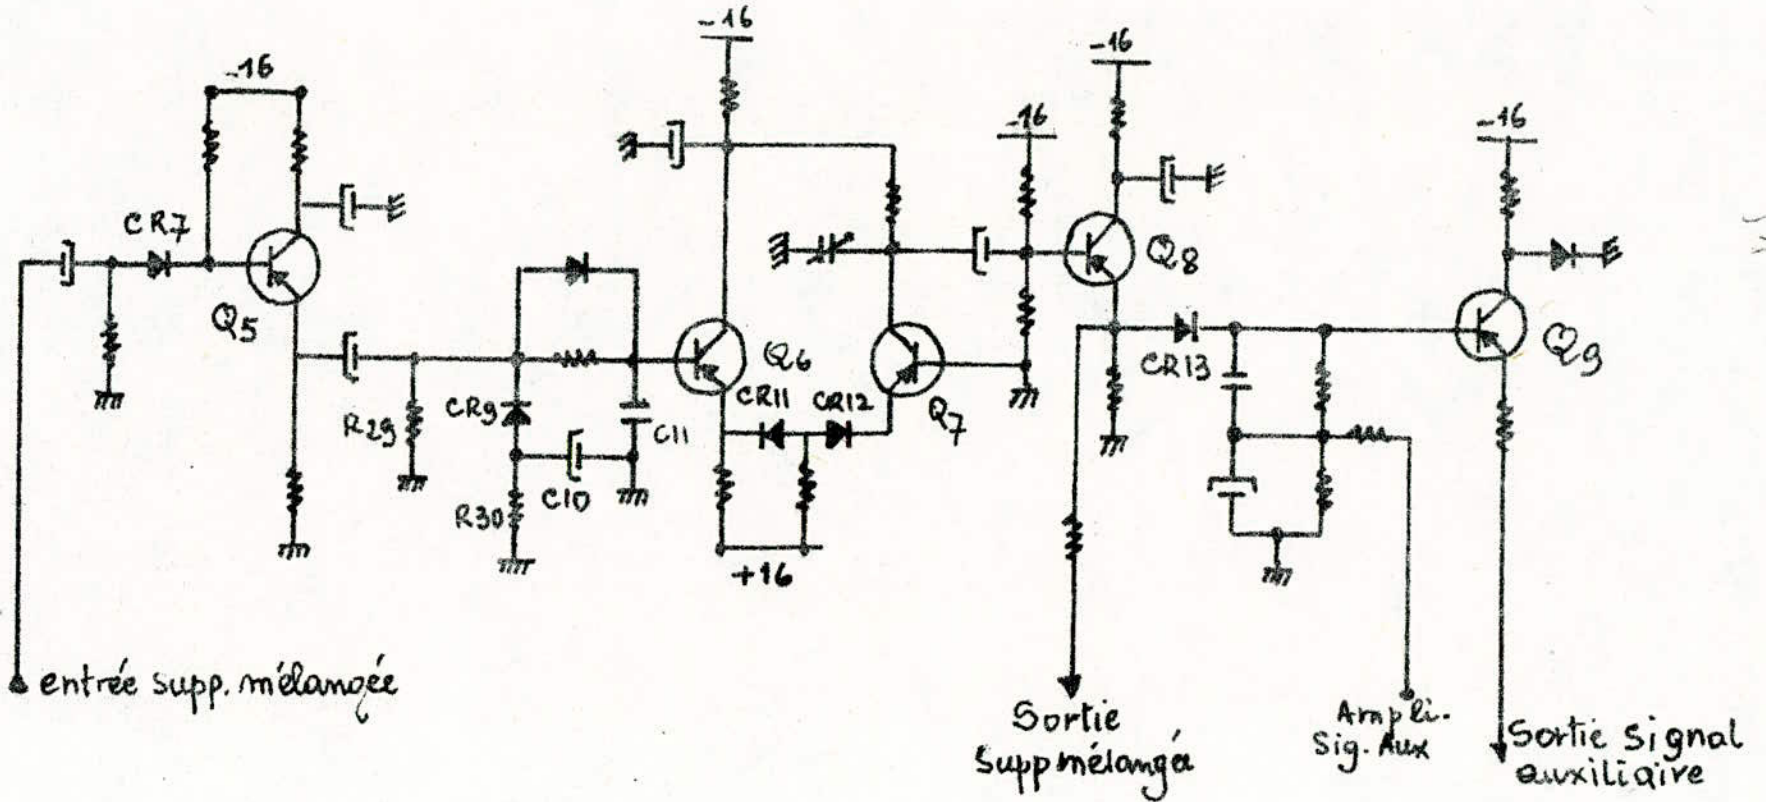 -16
-16
-16
-16
-16
CR7
Q5
Q8
Q6
Q9
CR13
CR11
CR12
CR9
R29
C11
Q7
C10
R30
+16
entrée supp. mélangée
Sortie
Supp mélangée
Ampli.
Sig. Aux
Sortie signal
auxiliaire